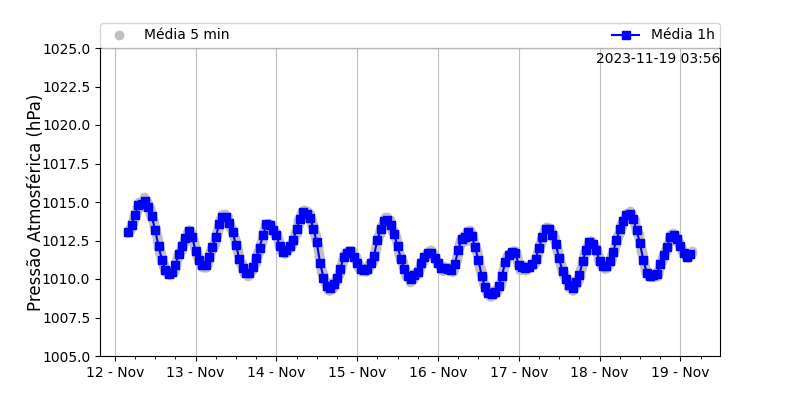 Média 5 min
Média 1h
2023-11-19 03:56
Pressão Atmosférica (hPa)
1025.0
1022.5
1020.0
1017.5
1015.0
1012.5
1010.0
1007.5
1005.0
12 - Nov
13 - Nov
14 - Nov
15 - Nov
16 - Nov
17 - Nov
18 - Nov
19 - Nov